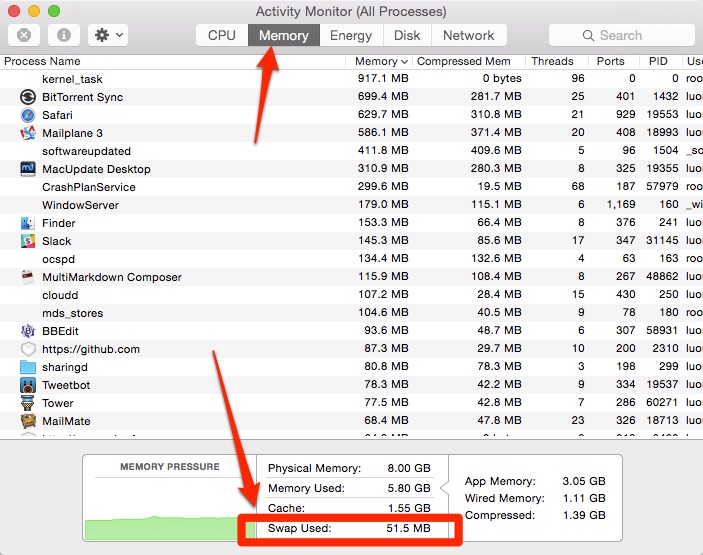 Activity Monitor (All Processes)
CPU Memory Energy Disk Network Search
Process Name Memory Compressed Mem Threads Ports PID Use
kernel_task 917.1 MB 0 bytes 96 0 0 roo
BitTorrent Sync 699.4 MB 281.7 MB 25 401 1432 luo
Safari 629.7 MB 310.8 MB 21 929 19553 luo
Mailplane 3 586.1 MB 371.4 MB 20 408 18993 luo
softwareupdated 411.8 MB 409.6 MB 5 96 1504 _so
MacUpdate Desktop 310.9 MB 280.3 MB 8 325 19355 luo
CrashPlanService 299.6 MB 19.5 MB 68 187 57979 roo
WindowServer 179.0 MB 115.1 MB 6 1,169 160 _wi
Finder 153.3 MB 66.4 MB 8 376 241 luo
Slack 145.3 MB 85.6 MB 17 347 31145 luo
ocspd 134.4 MB 132.6 MB 4 63 163 roo
MultiMarkdown Composer 115.9 MB 108.4 MB 8 267 48862 luo
cloudd 107.2 MB 28.4 MB 15 430 250 luo
mds_stores 104.6 MB 40.5 MB 9 78 180 roo
BBEdit 93.6 MB 48.7 MB 6 307 58931 luo
https://github.com 87.3 MB 29.7 MB 10 200 2310 luo
sharingd 80.8 MB 78.3 MB 3 198 299 luo
Tweetbot 78.3 MB 42.2 MB 9 334 19537 luo
Tower 77.5 MB 42.8 MB 7 286 60271 luo
MailMate 68.4 MB 47.8 MB 23 326 18713 luo
MEMORY PRESSURE
Physical Memory: 8.00 GB
Memory Used: 5.80 GB
Cache: 1.55 GB
Swap Used: 51.5 MB
App Memory: 3.05 GB
Wired Memory: 1.11 GB
Compressed: 1.39 GB